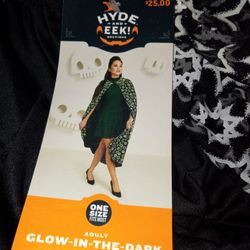 $25.00
HYDE
AND
EEK!
BOUTIQUE
ONE
SIZE
FITS MOST
ADULT
GLOW-IN-THE-DARK